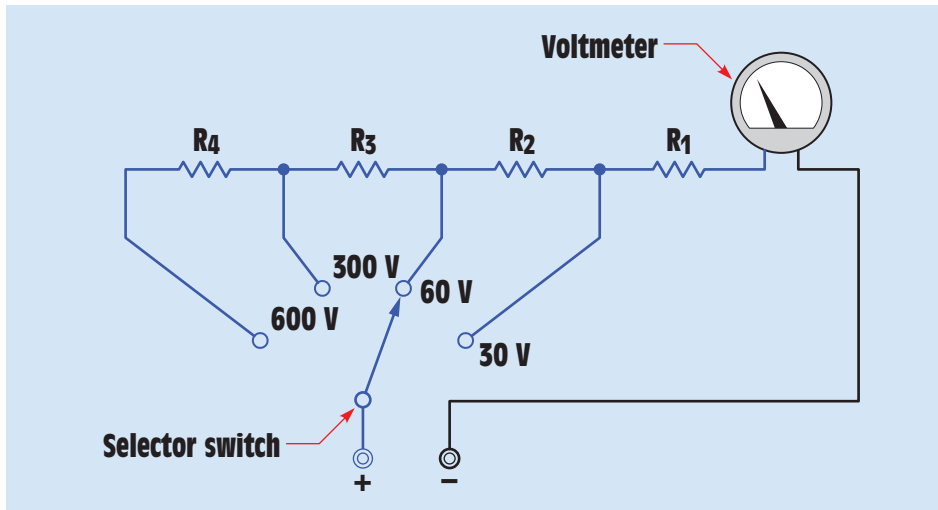 Voltmeter
R4
R3
R2
R1
300 V
60 V
600 V
30 V
Selector switch
+
–